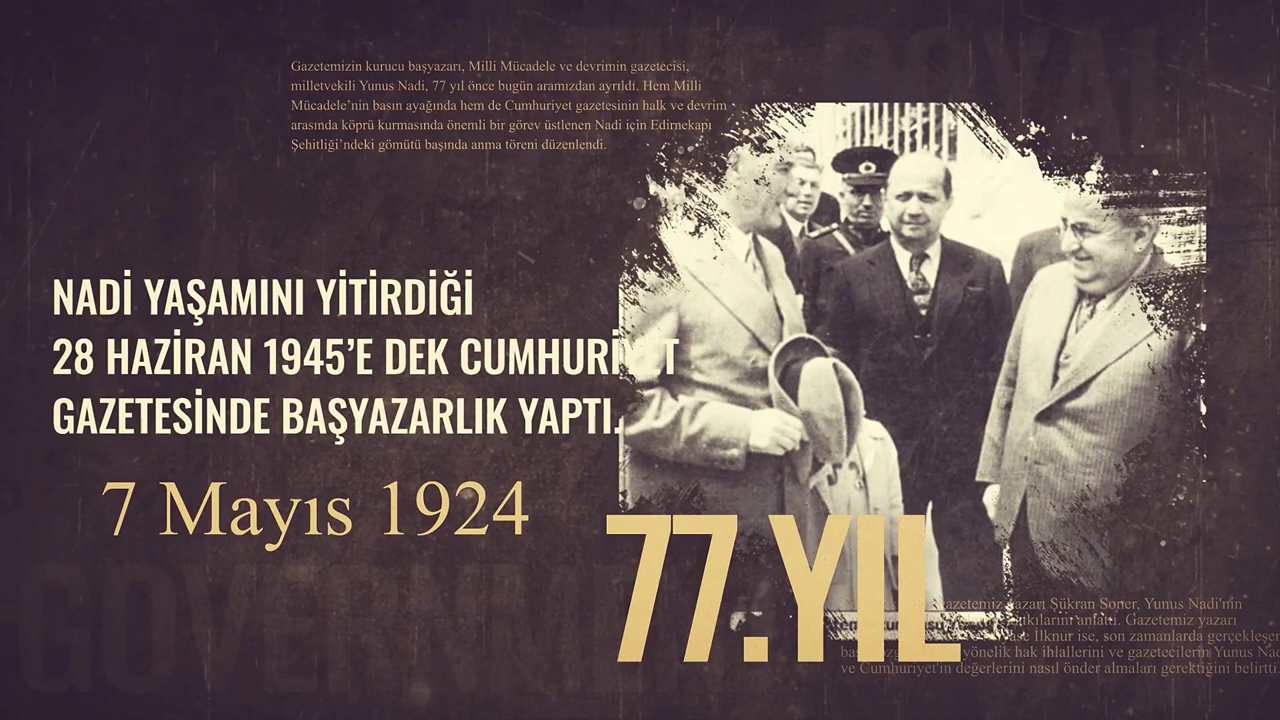 Gazetemizin kurucu başyazarı, Milli Mücadele ve devrimin gazetecisi,
milletvekili Yunus Nadi, 77 yıl önce bugün aramızdan ayrıldı. Hem Milli
Mücadele’nin basın ayağında hem de Cumhuriyet gazetesinin halk ve devrim
arasında köprü kurmasında önemli bir görev üstlenen Nadi için Edirnekapı
Şehitliği’ndeki gömütü başında anma töreni düzenlendi.
NADİ YAŞAMINI YİTİRDİĞİ
28 HAZİRAN 1945’E DEK CUMHURİYET
GAZETESİNDE BAŞYAZARLIK YAPTI.
7 Mayıs 1924
77.YIL
gazetemiz yazarı Şükran Soner, Yunus Nadi'nin
anlattı. Gazetemiz yazarı
İlknur ise, son zamanlarda gerçekleşen
yönelik hak ihllallerini ve gazetecilerin Yunus
ve Cumhuriyet'in değerlerini nasıl önder almaları gerektiğini belirtti.